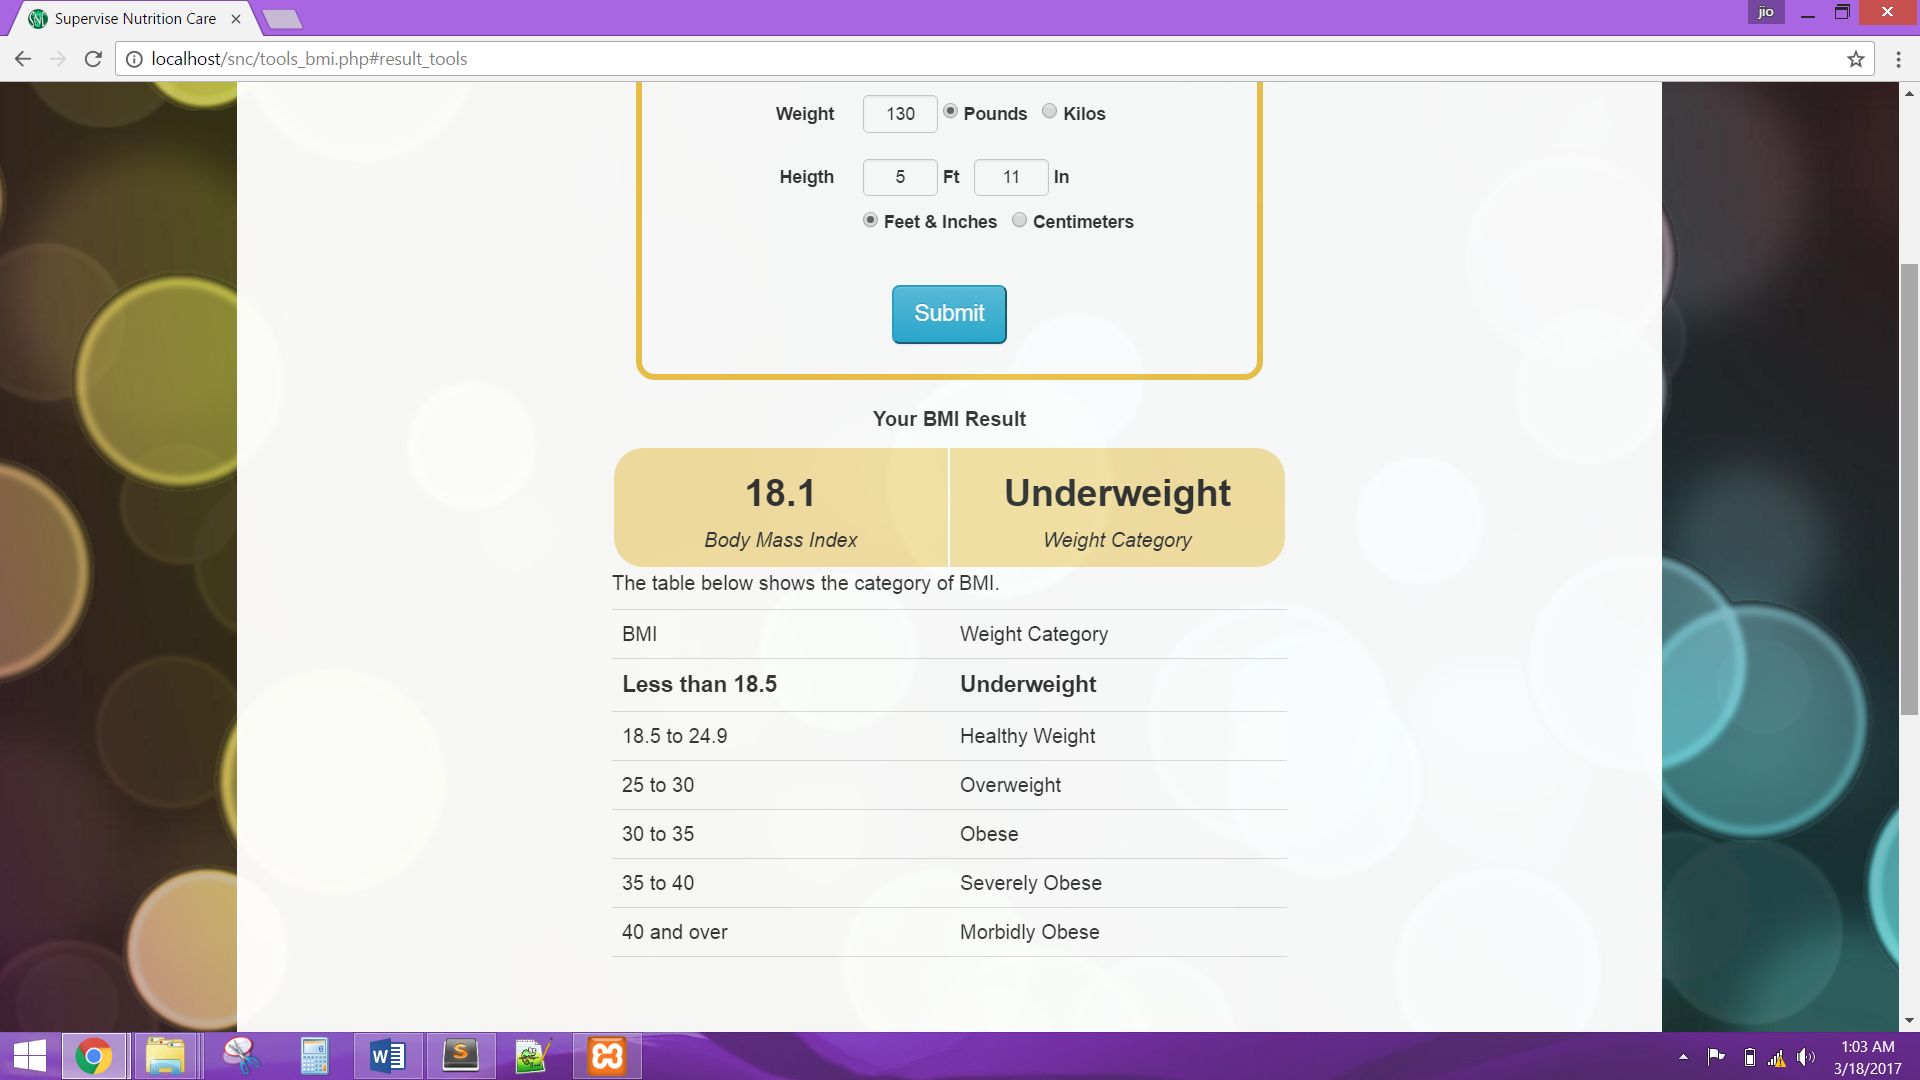 Supervise Nutrition Care
jio
localhost/snc/tools_bmi.php#result_tools
Weight 130 Pounds Kilos
Heigth 5 Ft 11 In
Feet & Inches Centimeters
Submit
Your BMI Result
18.1 Underweight
Body Mass Index Weight Category
The table below shows the category of BMI.
BMI Weight Category
Less than 18.5 Underweight
18.5 to 24.9 Healthy Weight
25 to 30 Overweight
30 to 35 Obese
35 to 40 Severely Obese
40 and over Morbidly Obese
1:03 AM
3/18/2017